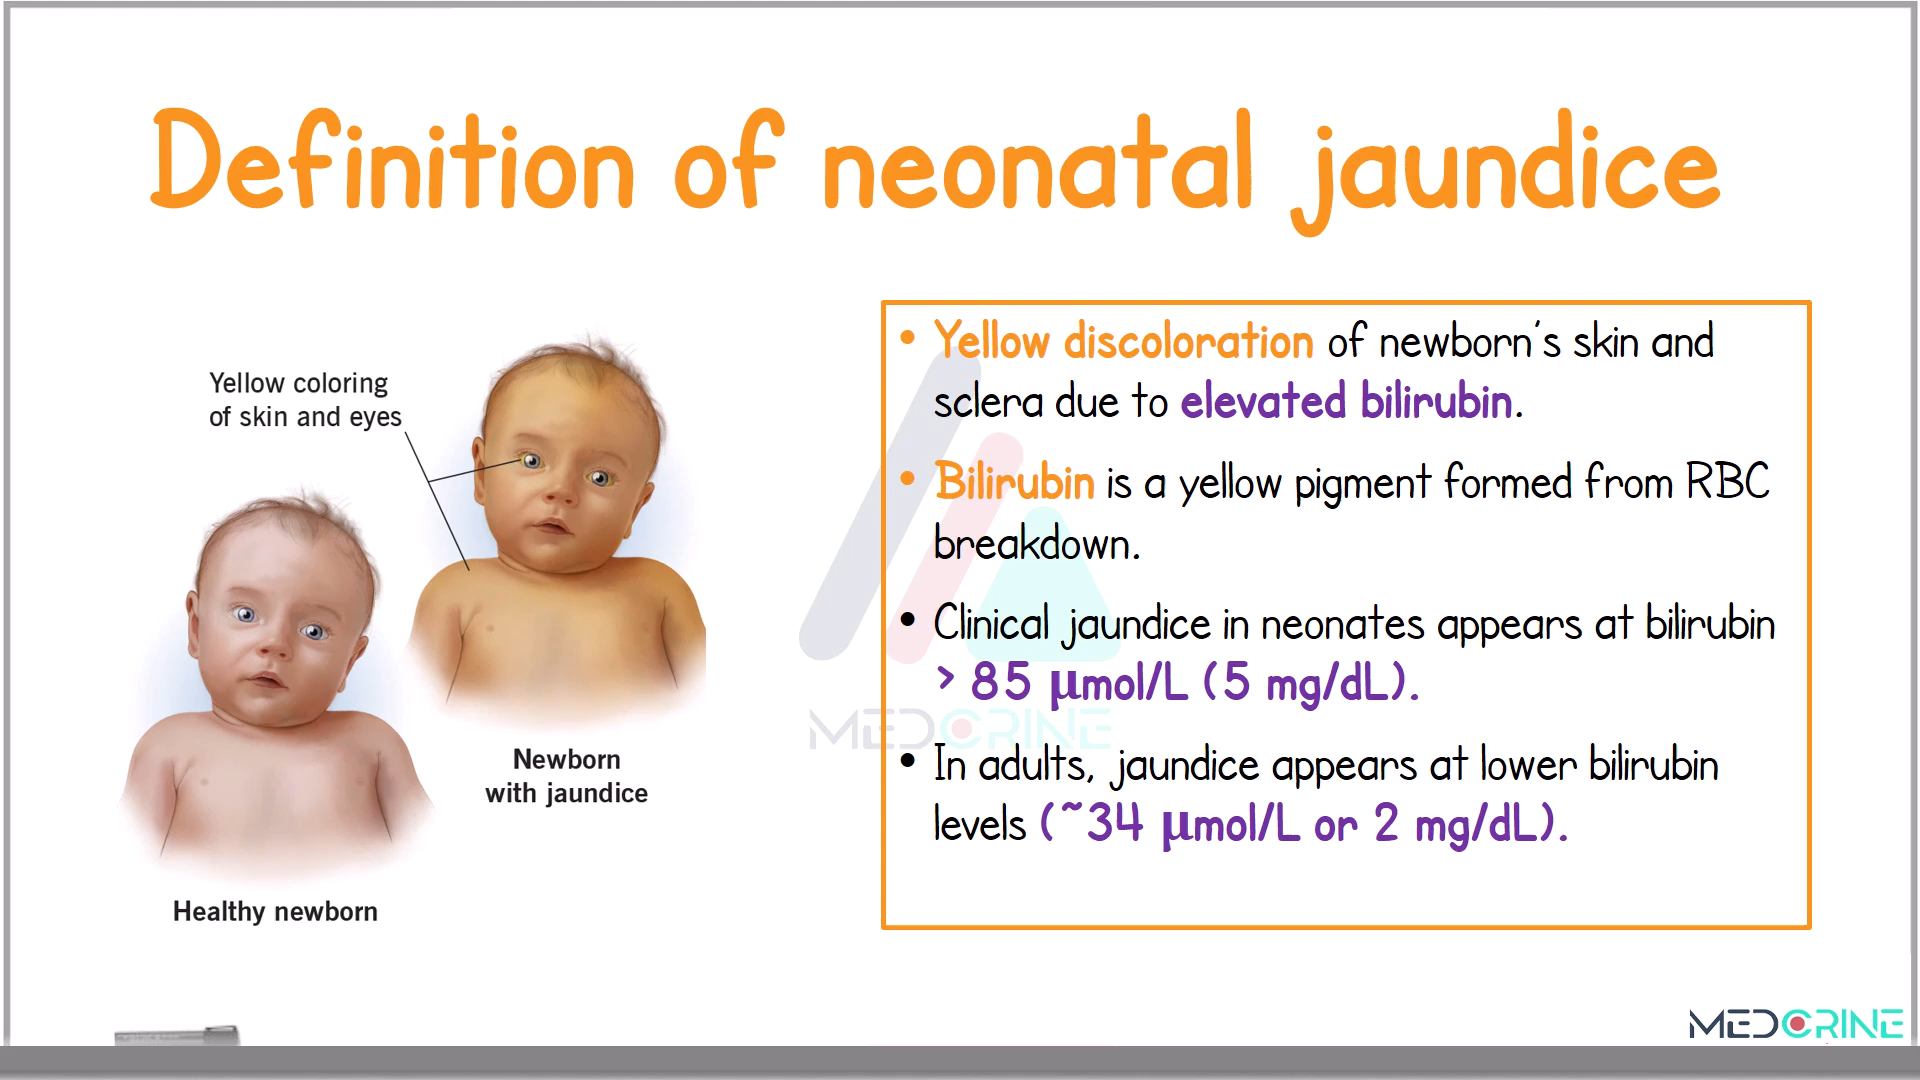 Definition of neonatal jaundice
Yellow coloring
of skin and eyes
Newborn
with jaundice
Healthy newborn
• Yellow discoloration of newborn's skin and
sclera due to elevated bilirubin.
• Bilirubin is a yellow pigment formed from RBC
breakdown.
• Clinical jaundice in neonates appears at bilirubin
> 85 μmol/L (5 mg/dL).
• In adults, jaundice appears at lower bilirubin
levels (~34 μmol/L or 2 mg/dL).
MEDCRINE
MEDCRINE